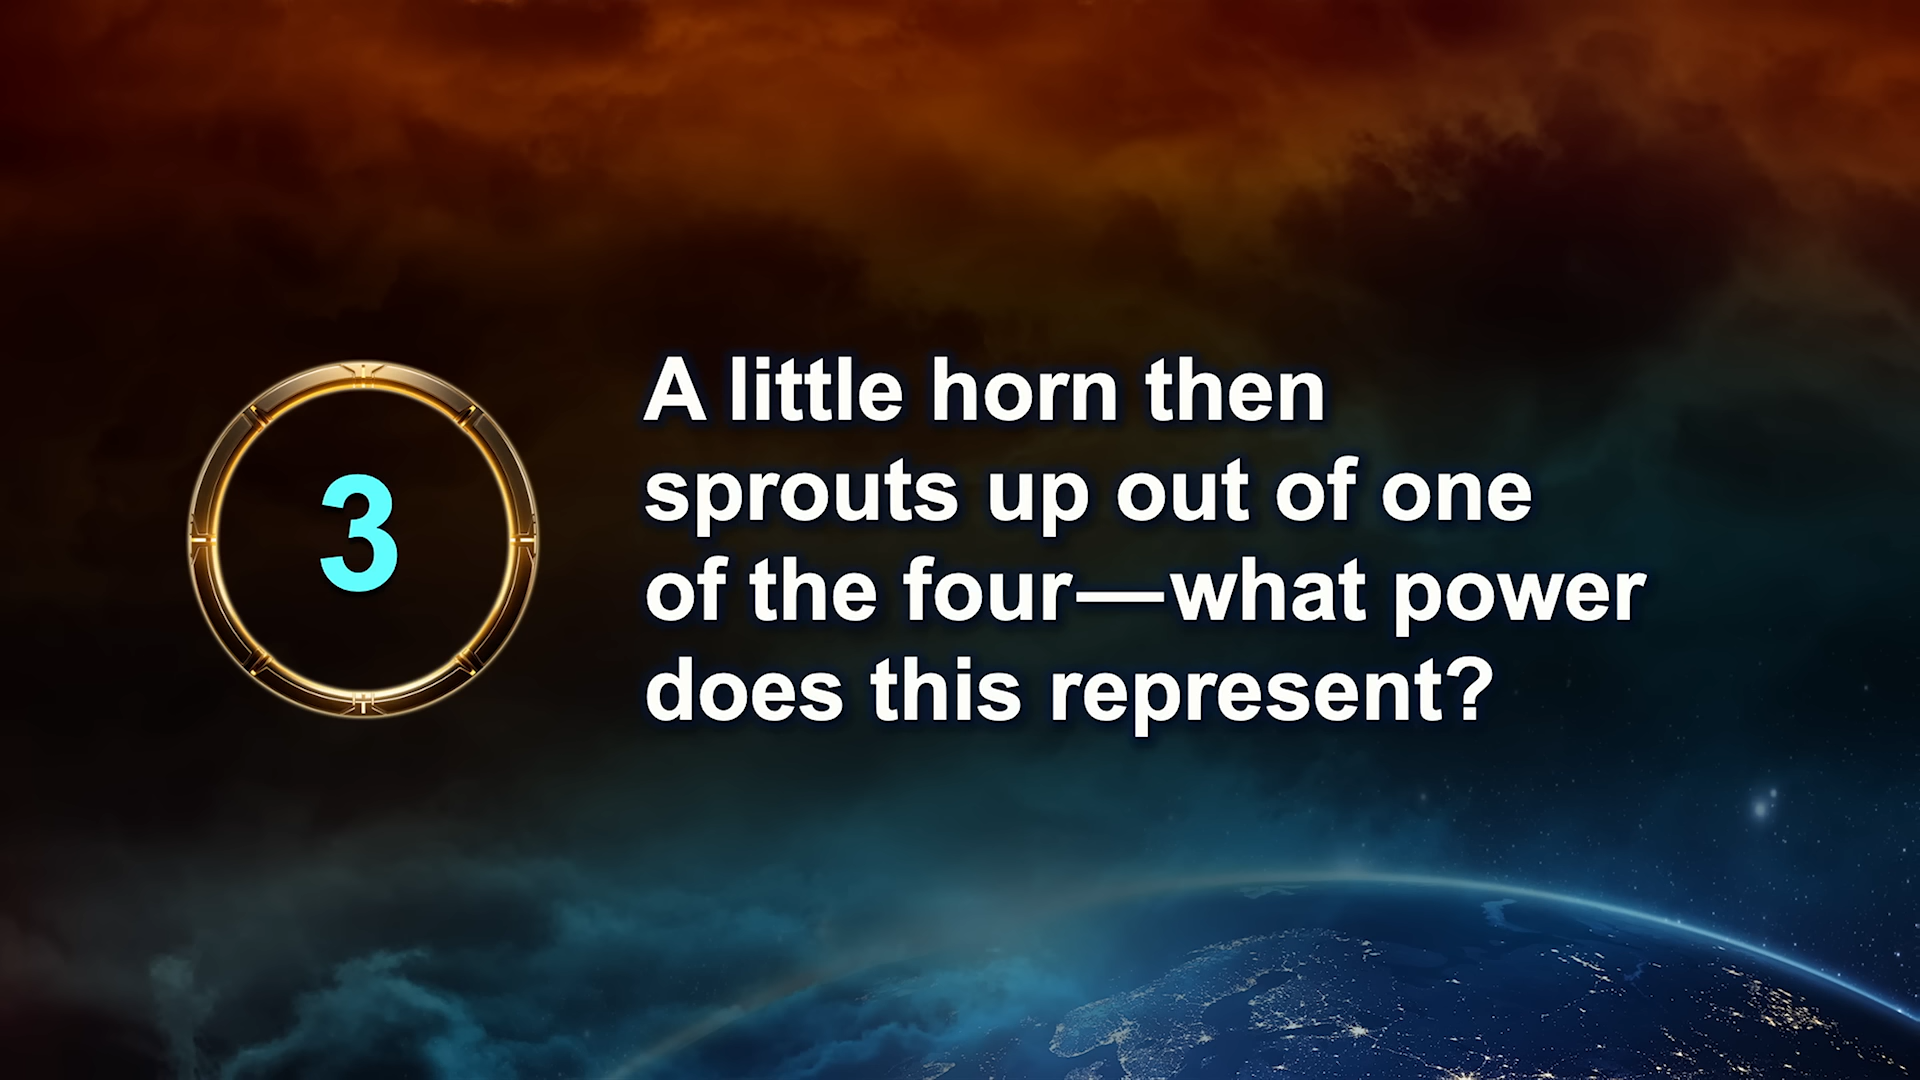 3
A little horn then
sprouts up out of one
of the four—what power
does this represent?